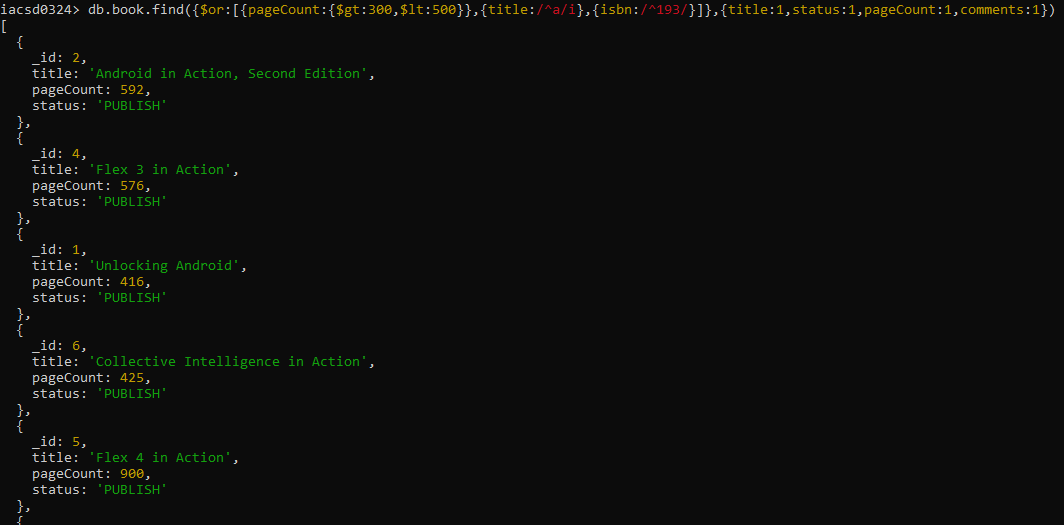 iacsd0324> db.book.find({$or:[{pageCount:{$gt:300,$lt:500}},{title:/^a/i},{isbn:/^193/}]},{title:1,status:1,pageCount:1,comments:1})
[
  {
    _id: 2,
    title: 'Android in Action, Second Edition',
    pageCount: 592,
    status: 'PUBLISH'
  },
  {
    _id: 4,
    title: 'Flex 3 in Action',
    pageCount: 576,
    status: 'PUBLISH'
  },
  {
    _id: 1,
    title: 'Unlocking Android',
    pageCount: 416,
    status: 'PUBLISH'
  },
  {
    _id: 6,
    title: 'Collective Intelligence in Action',
    pageCount: 425,
    status: 'PUBLISH'
  },
  {
    _id: 5,
    title: 'Flex 4 in Action',
    pageCount: 900,
    status: 'PUBLISH'
  },
  {